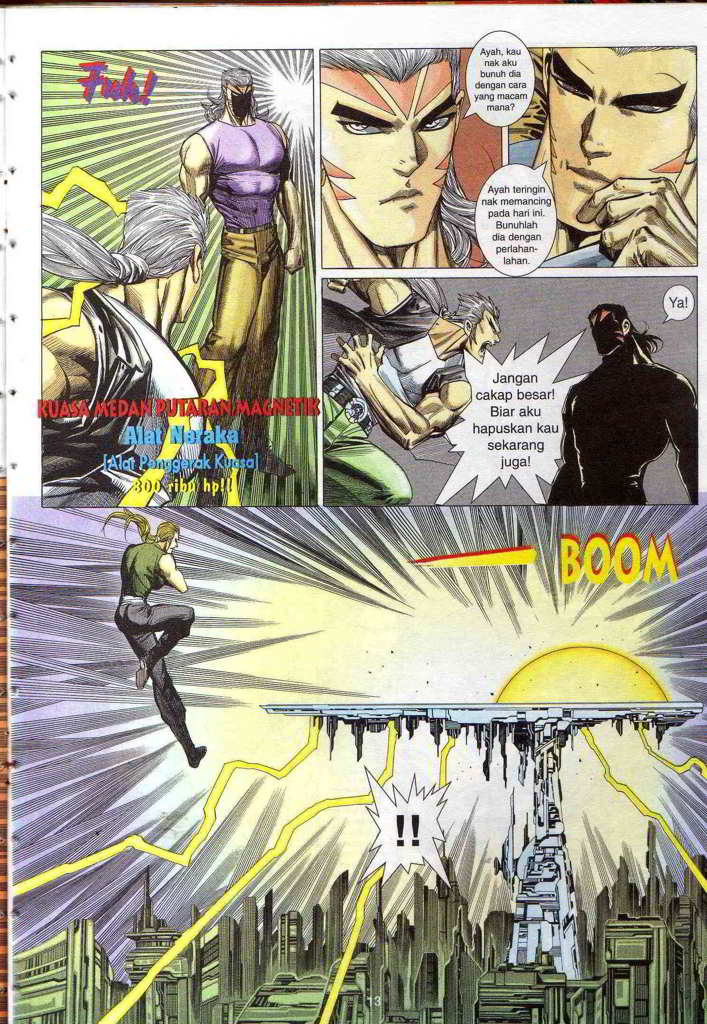 Fuh!
KUASA MEDAN PUTARAN MAGNETIK
Alat Neraka
[Alat Penggerak Kuasa]
800 ribu hp!!
Ayah, kau
nak aku
bunuh dia
dengan cara
yang macam
mana?
Ayah teringin
nak memancing
pada hari ini.
Bunuhlah
dia dengan
perlahan-
lahan.
Jangan
cakap besar!
Biar aku
hapuskan kau
sekarang
juga!
Ya!
BOOM
!!
13